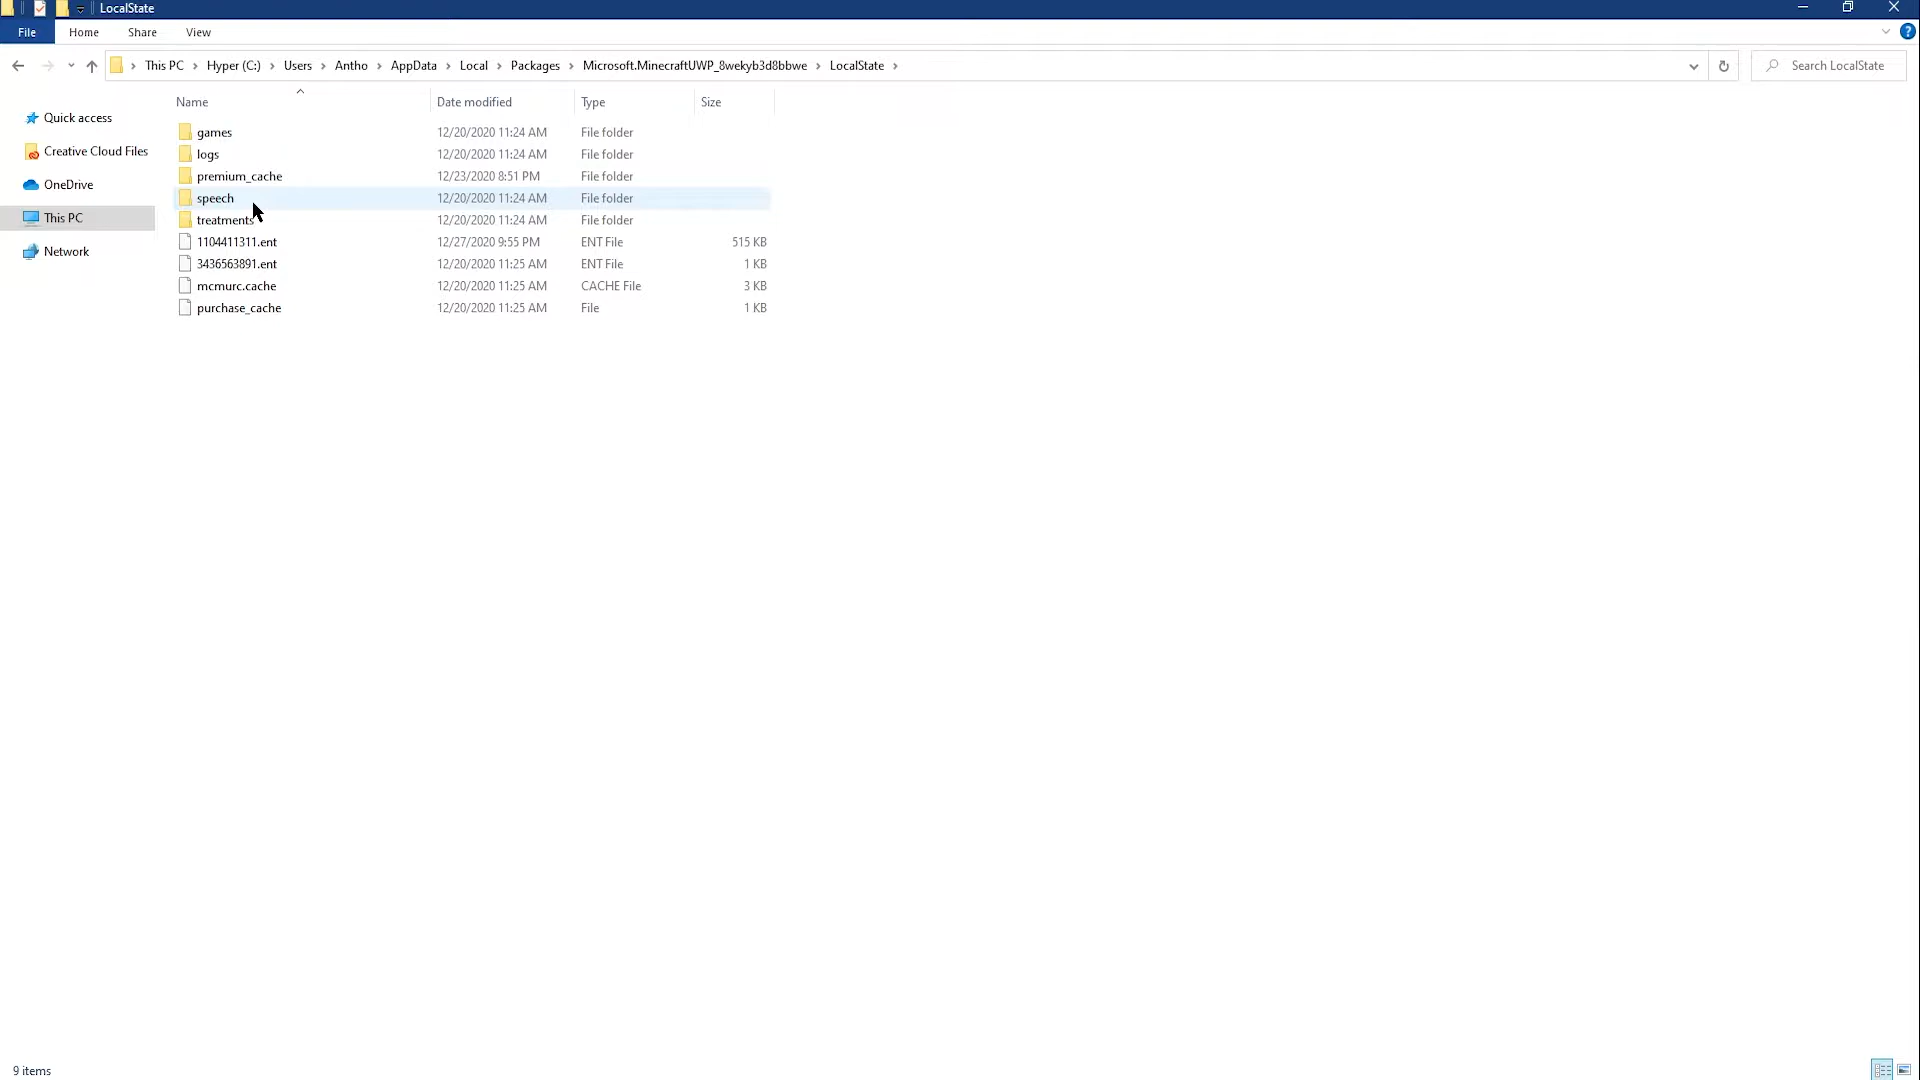 LocalState
File Home Share View
This PC Hyper (C:) Users Antho AppData Local Packages Microsoft.MinecraftUWP_8wekyb3d8bbwe LocalState Search LocalState
Name Date modified Type Size
Quick access
Creative Cloud Files
OneDrive
This PC
Network
games 12/20/2020 11:24 AM File folder
logs 12/20/2020 11:24 AM File folder
premium_cache 12/23/2020 8:51 PM File folder
speech 12/20/2020 11:24 AM File folder
treatments 12/20/2020 11:24 AM File folder
1104411311.ent 12/27/2020 9:55 PM ENT File 515 KB
3436563891.ent 12/20/2020 11:25 AM ENT File 1 KB
mcmurc.cache 12/20/2020 11:25 AM CACHE File 3 KB
purchase_cache 12/20/2020 11:25 AM File 1 KB
9 items